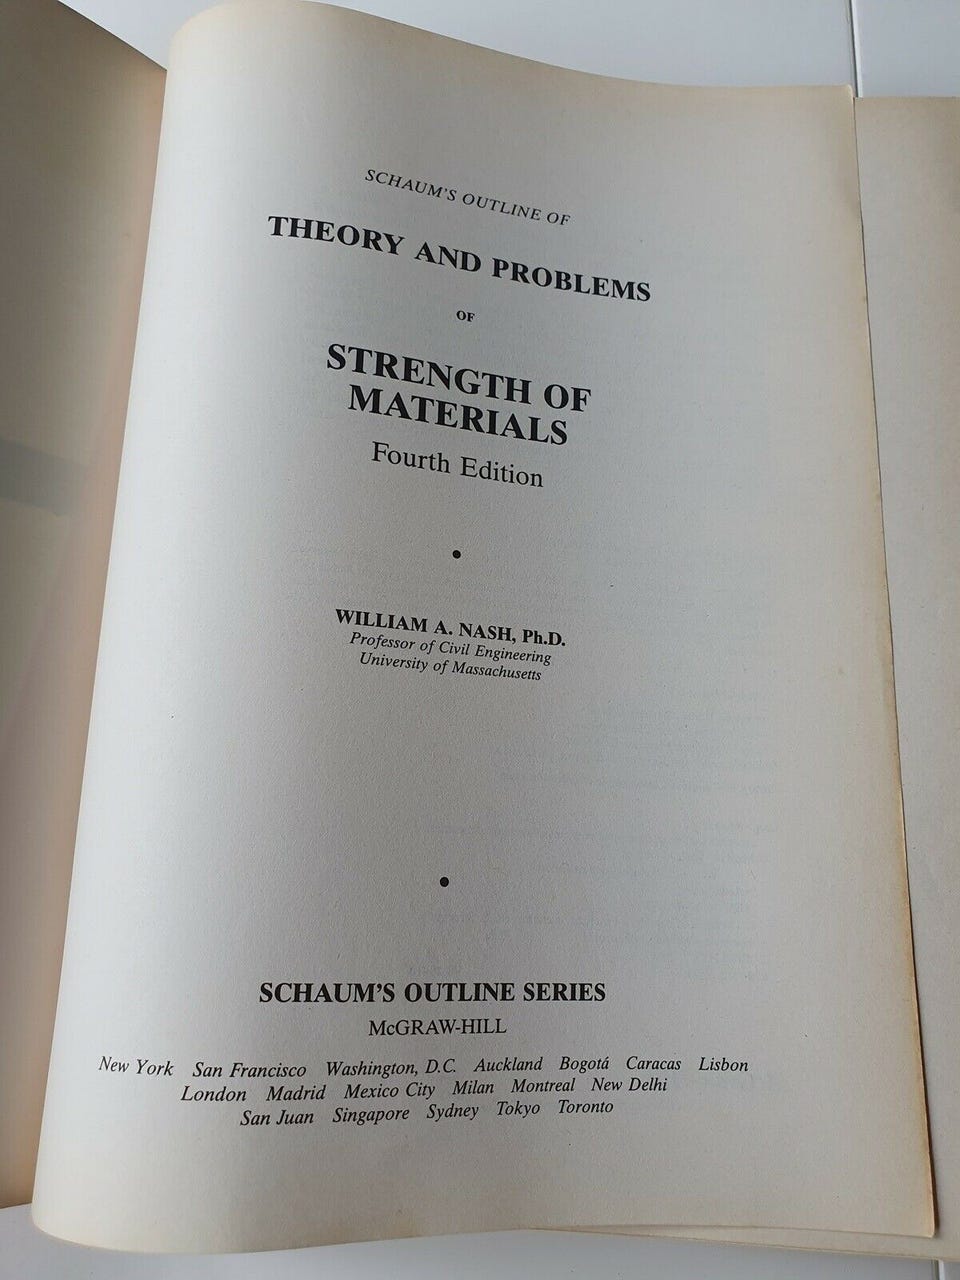 SCHAUM'S OUTLINE OF
THEORY AND PROBLEMS
OF
STRENGTH OF
MATERIALS
Fourth Edition
•
WILLIAM A. NASH, Ph.D.
Professor of Civil Engineering
University of Massachusetts
•
SCHAUM'S OUTLINE SERIES
McGRAW-HILL
New York San Francisco Washington, D.C. Auckland Bogotá Caracas Lisbon
London Madrid Mexico City Milan Montreal New Delhi
San Juan Singapore Sydney Tokyo Toronto